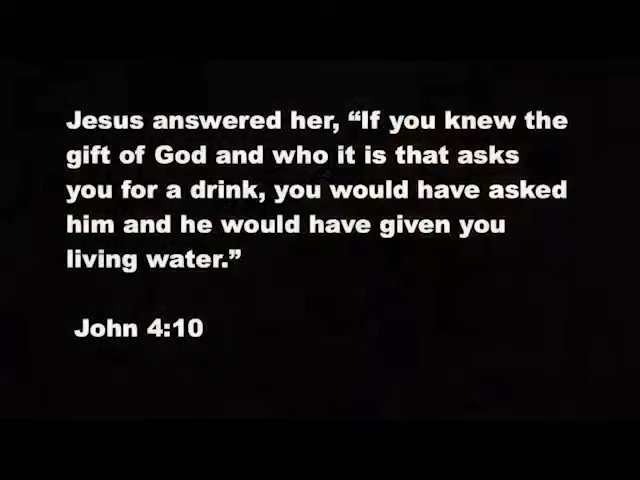 Jesus answered her, “If you knew the
gift of God and who it is that asks
you for a drink, you would have asked
him and he would have given you
living water.”
John 4:10